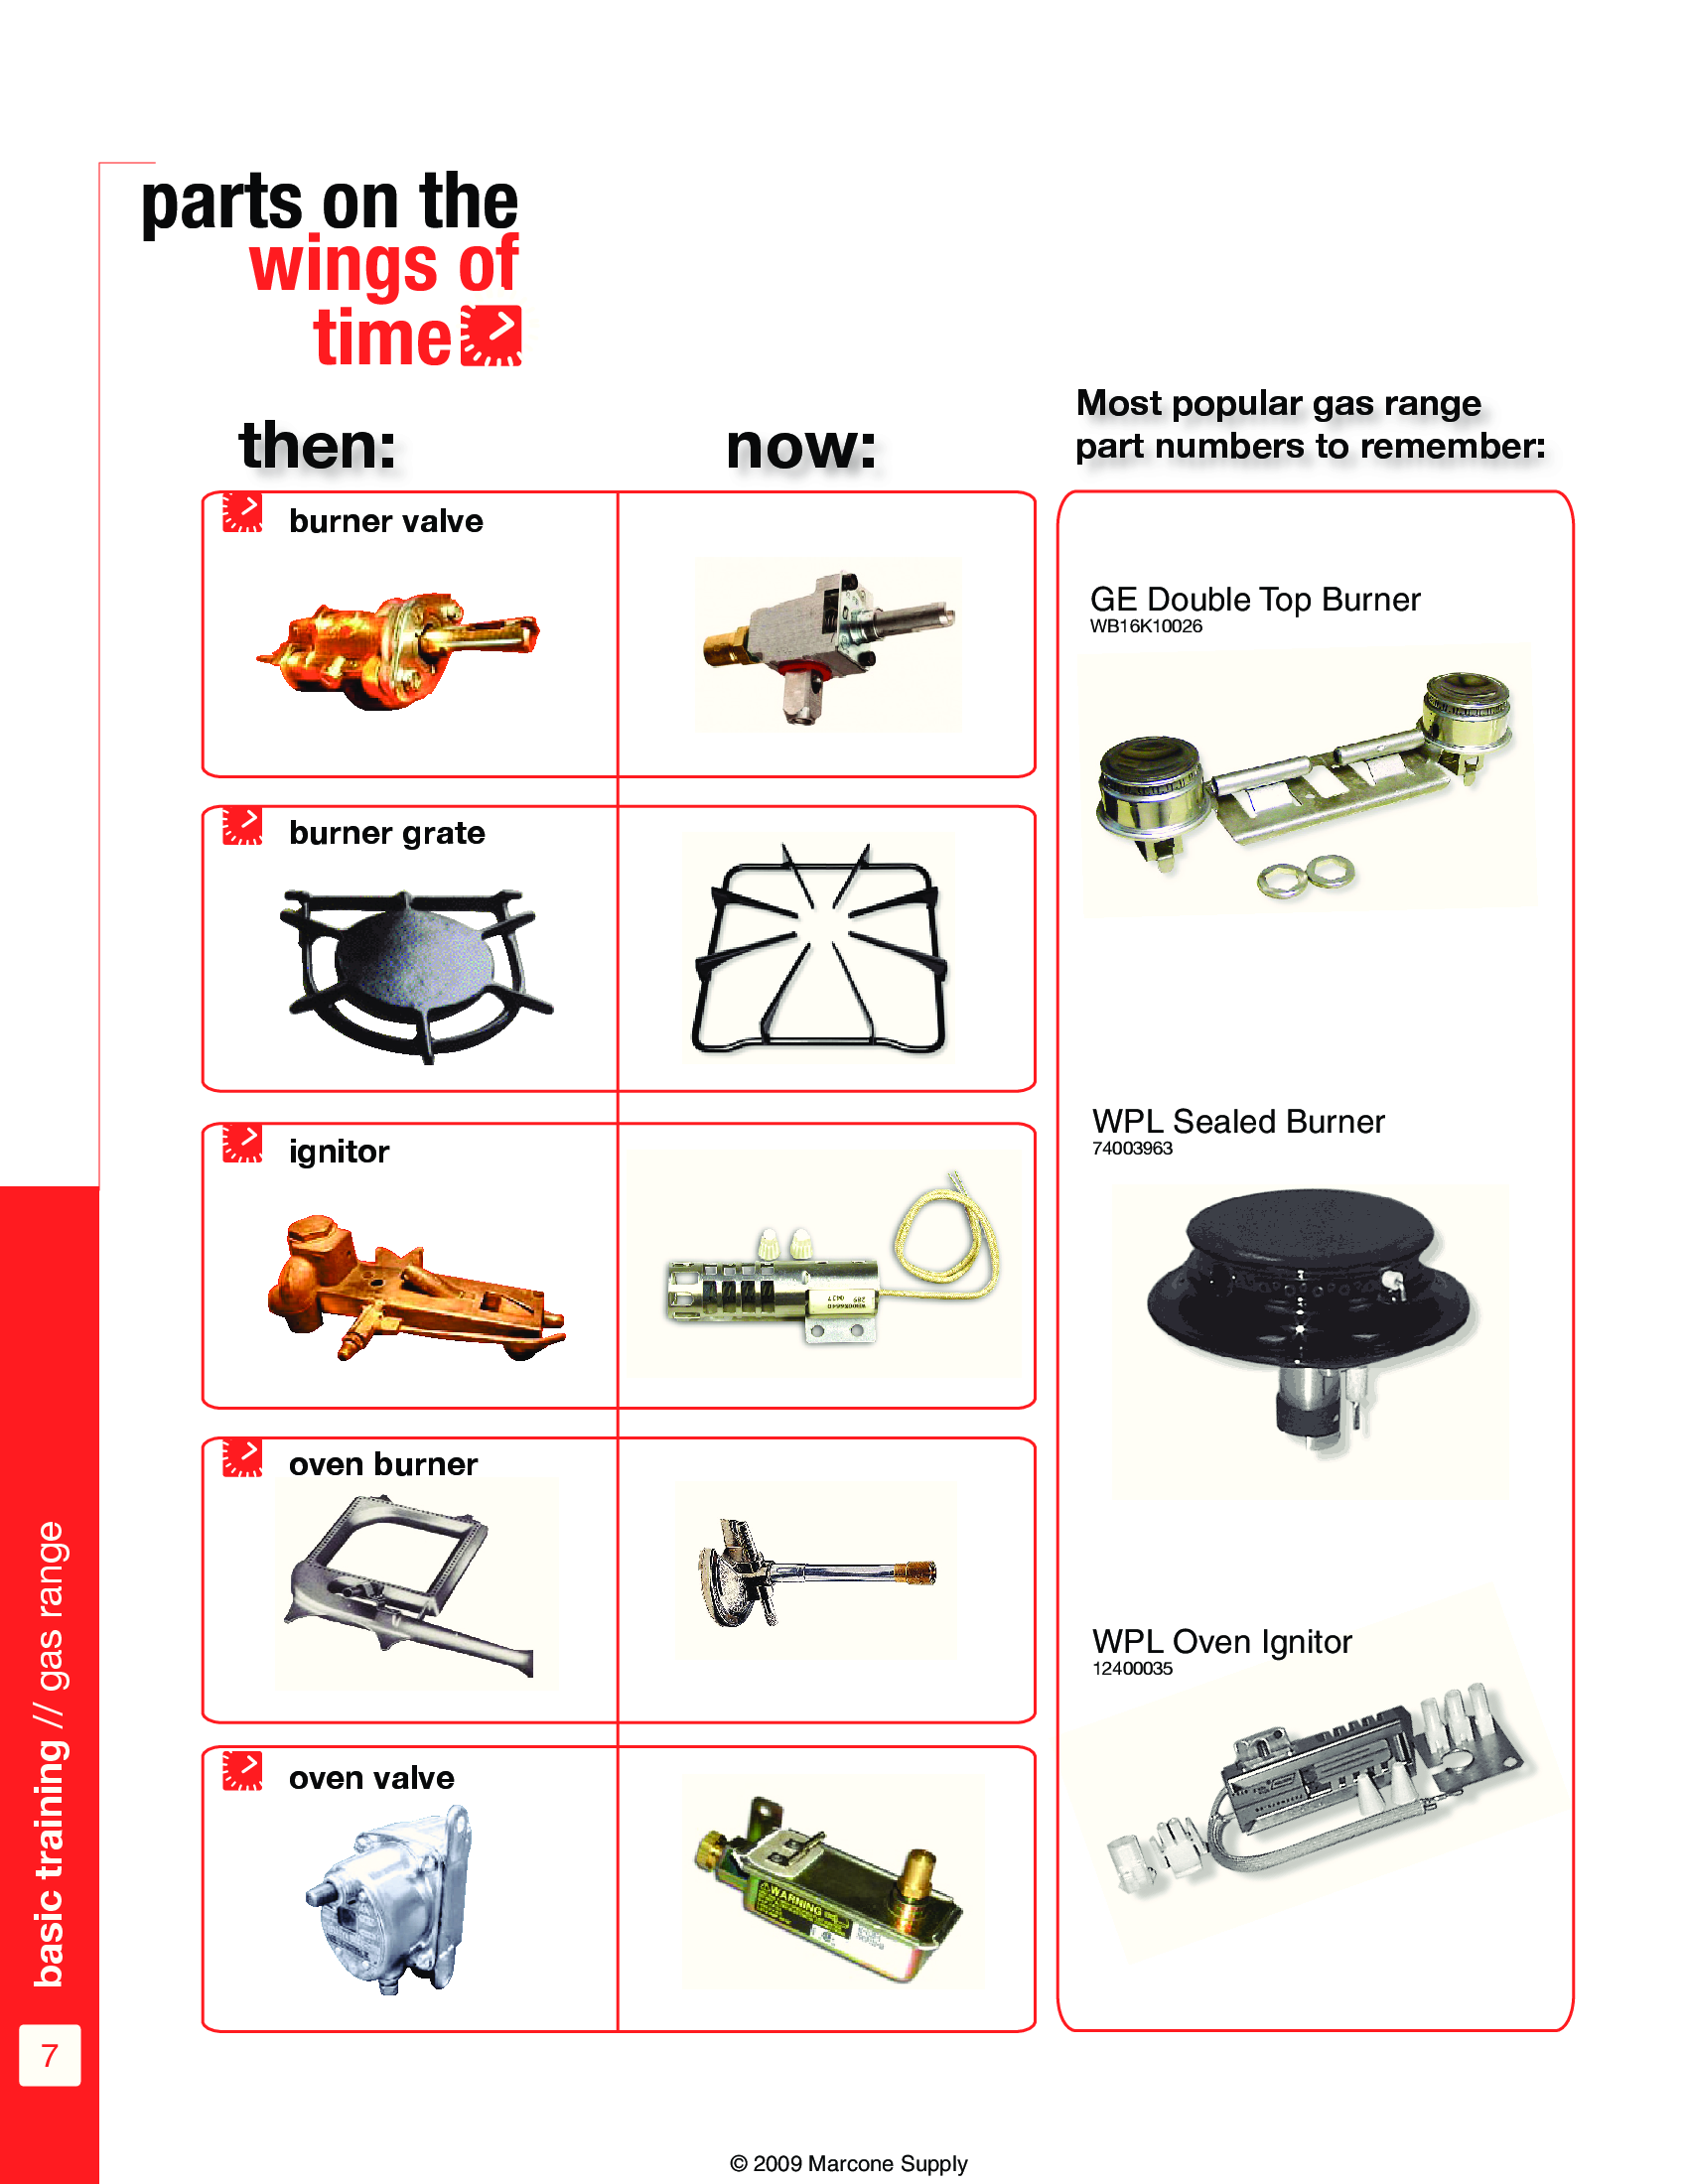 parts on the
wings of
time
then:
now:
burner valve
burner grate
ignitor
oven burner
oven valve
Most popular gas range
part numbers to remember:
GE Double Top Burner
WB16K10026
WPL Sealed Burner
74003963
WPL Oven Ignitor
12400035
WARNING
basic training // gas range
7
© 2009 Marcone Supply